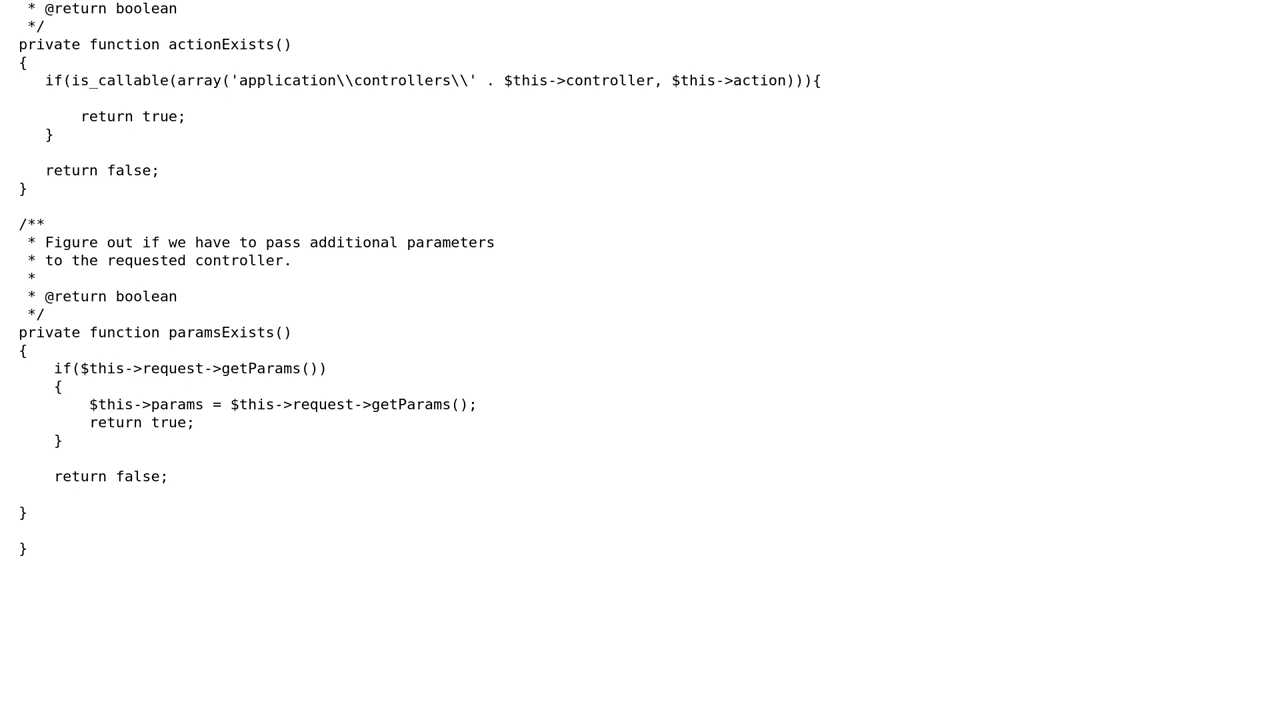 * @return boolean
 */
private function actionExists()
{
   if(is_callable(array('application\\controllers\\' . $this->controller, $this->action))){

       return true;
   }

   return false;
}

/**
 * Figure out if we have to pass additional parameters
 * to the requested controller.
 *
 * @return boolean
 */
private function paramsExists()
{
    if($this->request->getParams())
    {
        $this->params = $this->request->getParams();
        return true;
    }

    return false;

}

}